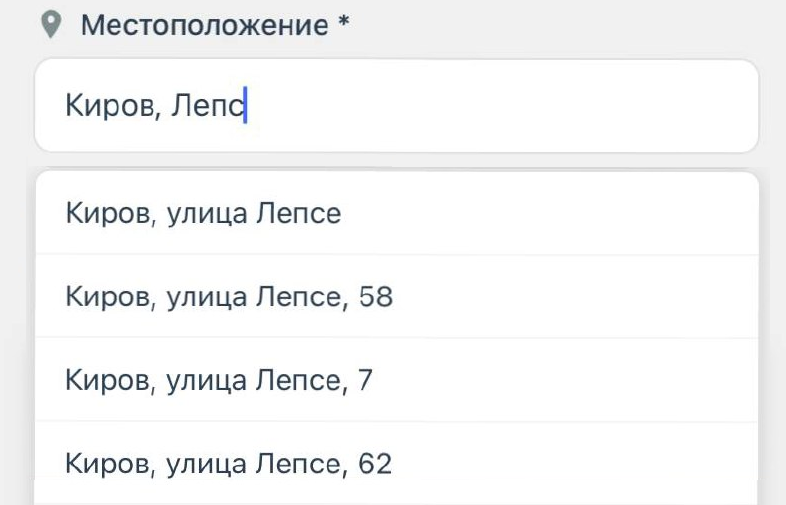 Местоположение *
Киров, Лепс
Киров, улица Лепсе
Киров, улица Лепсе, 58
Киров, улица Лепсе, 7
Киров, улица Лепсе, 62